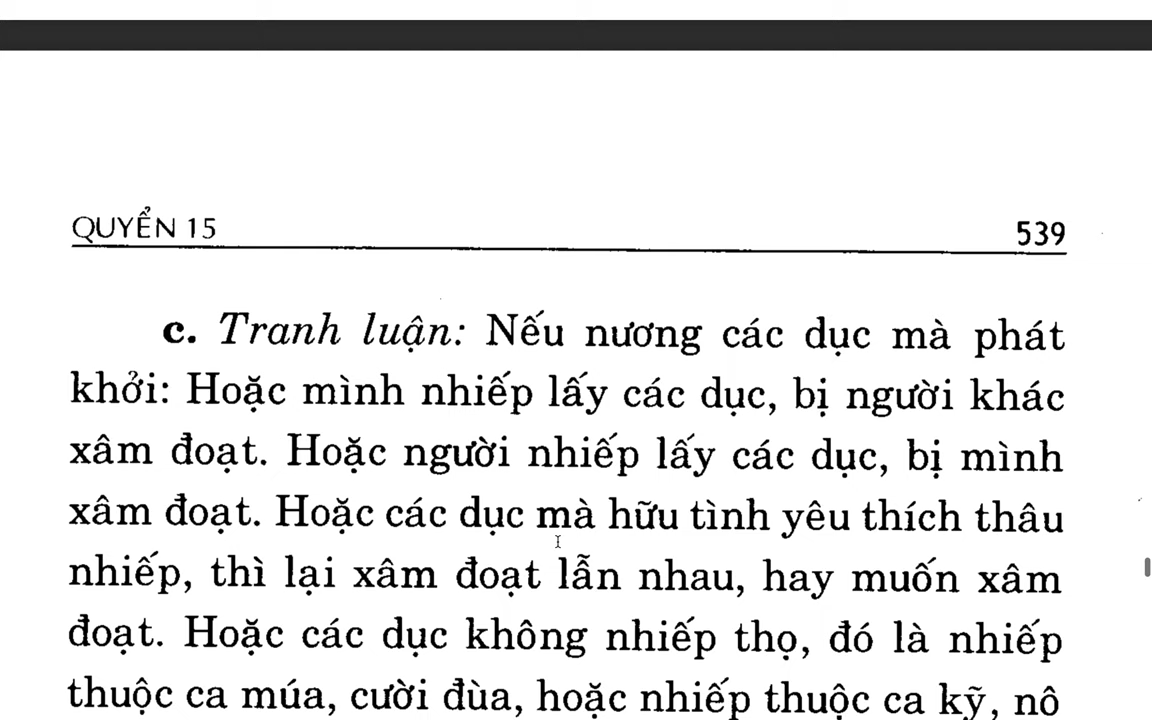 QUYỂN 15 539
c. Tranh luận: Nếu nương các dục mà phát
khởi: Hoặc mình nhiếp lấy các dục, bị người khác
xâm đoạt. Hoặc người nhiếp lấy các dục, bị mình
xâm đoạt. Hoặc các dục mà hữu tình yêu thích thâu
nhiếp, thì lại xâm đoạt lẫn nhau, hay muốn xâm
đoạt. Hoặc các dục không nhiếp thọ, đó là nhiếp
thuộc ca múa, cười đùa, hoặc nhiếp thuộc ca kỹ, nô